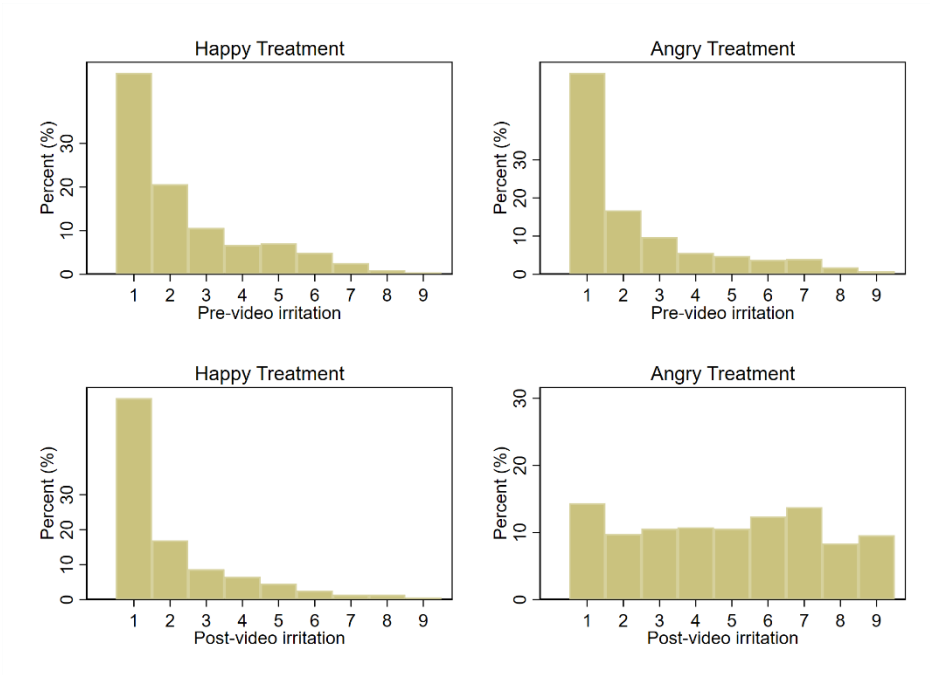 Happy Treatment
Percent (%)
30
20
10
0
1 2 3 4 5 6 7 8 9
Pre-video irritation
Angry Treatment
Percent (%)
30
20
10
0
1 2 3 4 5 6 7 8 9
Pre-video irritation
Happy Treatment
Percent (%)
30
20
10
0
1 2 3 4 5 6 7 8 9
Post-video irritation
Angry Treatment
Percent (%)
30
20
10
0
1 2 3 4 5 6 7 8 9
Post-video irritation